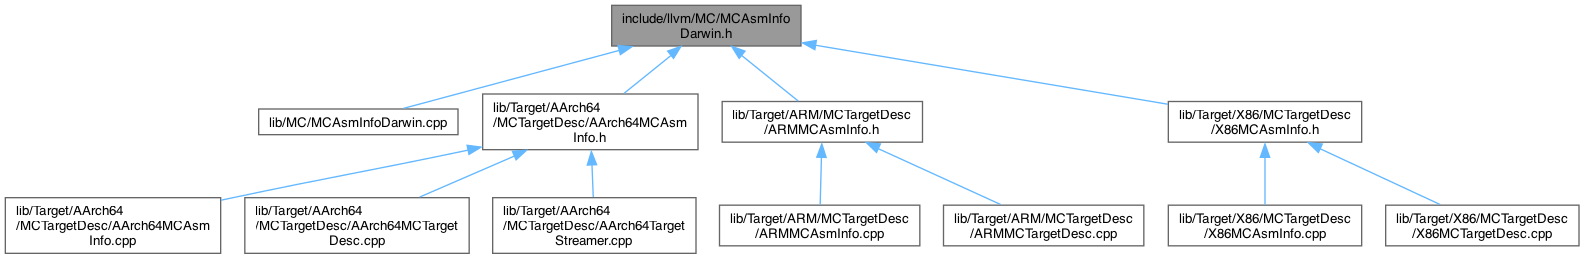 include/llvm/MC/MCAsmInfo
Darwin.h
lib/MC/MCAsmInfoDarwin.cpp
lib/Target/AArch64
/MCTargetDesc/AArch64MCAsm
Info.h
lib/Target/ARM/MCTargetDesc
/ARMMCAsmInfo.h
lib/Target/X86/MCTargetDesc
/X86MCAsmInfo.h
lib/Target/AArch64
/MCTargetDesc/AArch64MCAsm
Info.cpp
lib/Target/AArch64
/MCTargetDesc/AArch64MCTarget
Desc.cpp
lib/Target/AArch64
/MCTargetDesc/AArch64Target
Streamer.cpp
lib/Target/ARM/MCTargetDesc
/ARMMCAsmInfo.cpp
lib/Target/ARM/MCTargetDesc
/ARMMCTargetDesc.cpp
lib/Target/X86/MCTargetDesc
/X86MCAsmInfo.cpp
lib/Target/X86/MCTargetDesc
/X86MCTargetDesc.cpp